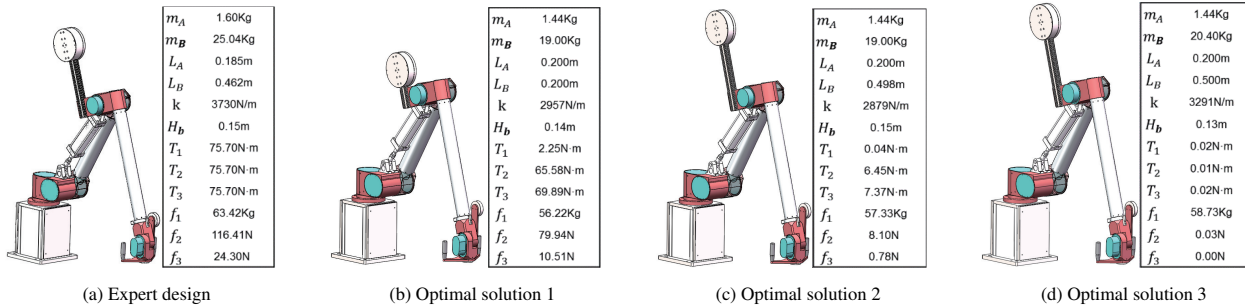 m_A 1.60Kg
m_B 25.04Kg
L_A 0.185m
L_B 0.462m
k 3730N/m
H_b 0.15m
T_1 75.70N·m
T_2 75.70N·m
T_3 75.70N·m
f_1 63.42Kg
f_2 116.41N
f_3 24.30N
(a) Expert design
m_A 1.44Kg
m_B 19.00Kg
L_A 0.200m
L_B 0.200m
k 2957N/m
H_b 0.14m
T_1 2.25N·m
T_2 65.58N·m
T_3 69.89N·m
f_1 56.22Kg
f_2 79.94N
f_3 10.51N
(b) Optimal solution 1
m_A 1.44Kg
m_B 19.00Kg
L_A 0.200m
L_B 0.498m
k 2879N/m
H_b 0.15m
T_1 0.04N·m
T_2 6.45N·m
T_3 7.37N·m
f_1 57.33Kg
f_2 8.10N
f_3 0.78N
(c) Optimal solution 2
m_A 1.44Kg
m_B 20.40Kg
L_A 0.200m
L_B 0.500m
k 3291N/m
H_b 0.13m
T_1 0.02N·m
T_2 0.01N·m
T_3 0.02N·m
f_1 58.73Kg
f_2 0.03N
f_3 0.00N
(d) Optimal solution 3